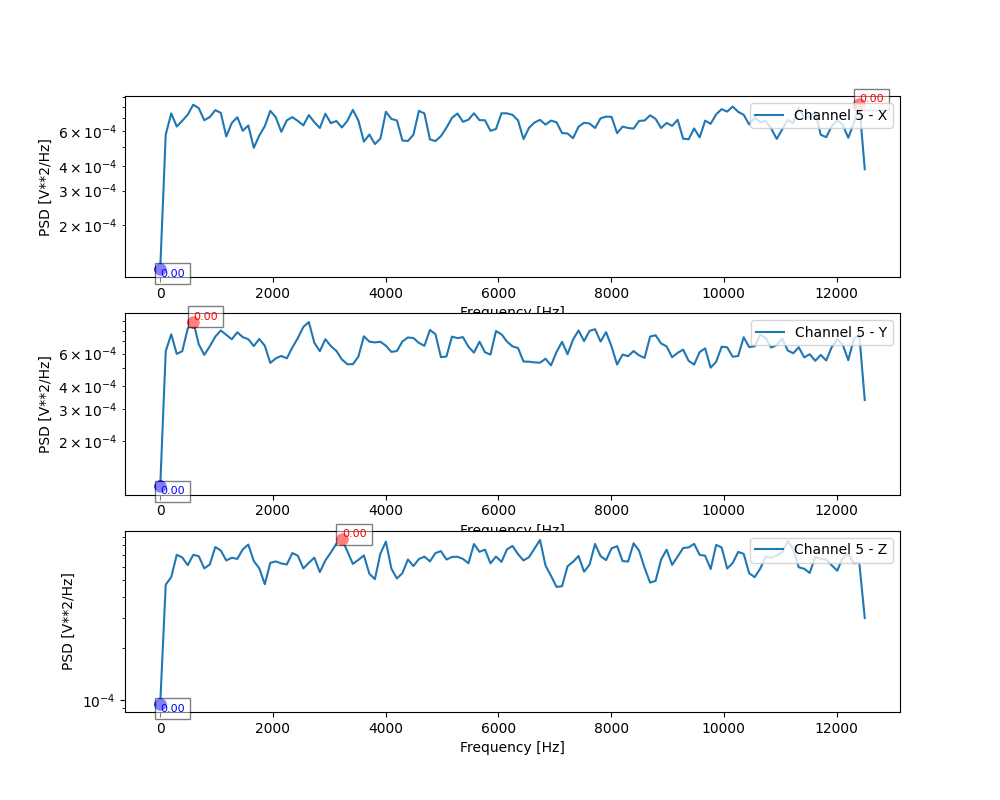 0.00
Channel 5 - X
6 × 10⁻⁴
4 × 10⁻⁴
3 × 10⁻⁴
2 × 10⁻⁴
PSD [V**2/Hz]
0.00
0 2000 4000 6000 8000 10000 12000
Frequency [Hz]
0.00
Channel 5 - Y
6 × 10⁻⁴
4 × 10⁻⁴
3 × 10⁻⁴
2 × 10⁻⁴
PSD [V**2/Hz]
0.00
0 2000 4000 6000 8000 10000 12000
Frequency [Hz]
0.00
Channel 5 - Z
PSD [V**2/Hz]
10⁻⁴
0.00
0 2000 4000 6000 8000 10000 12000
Frequency [Hz]